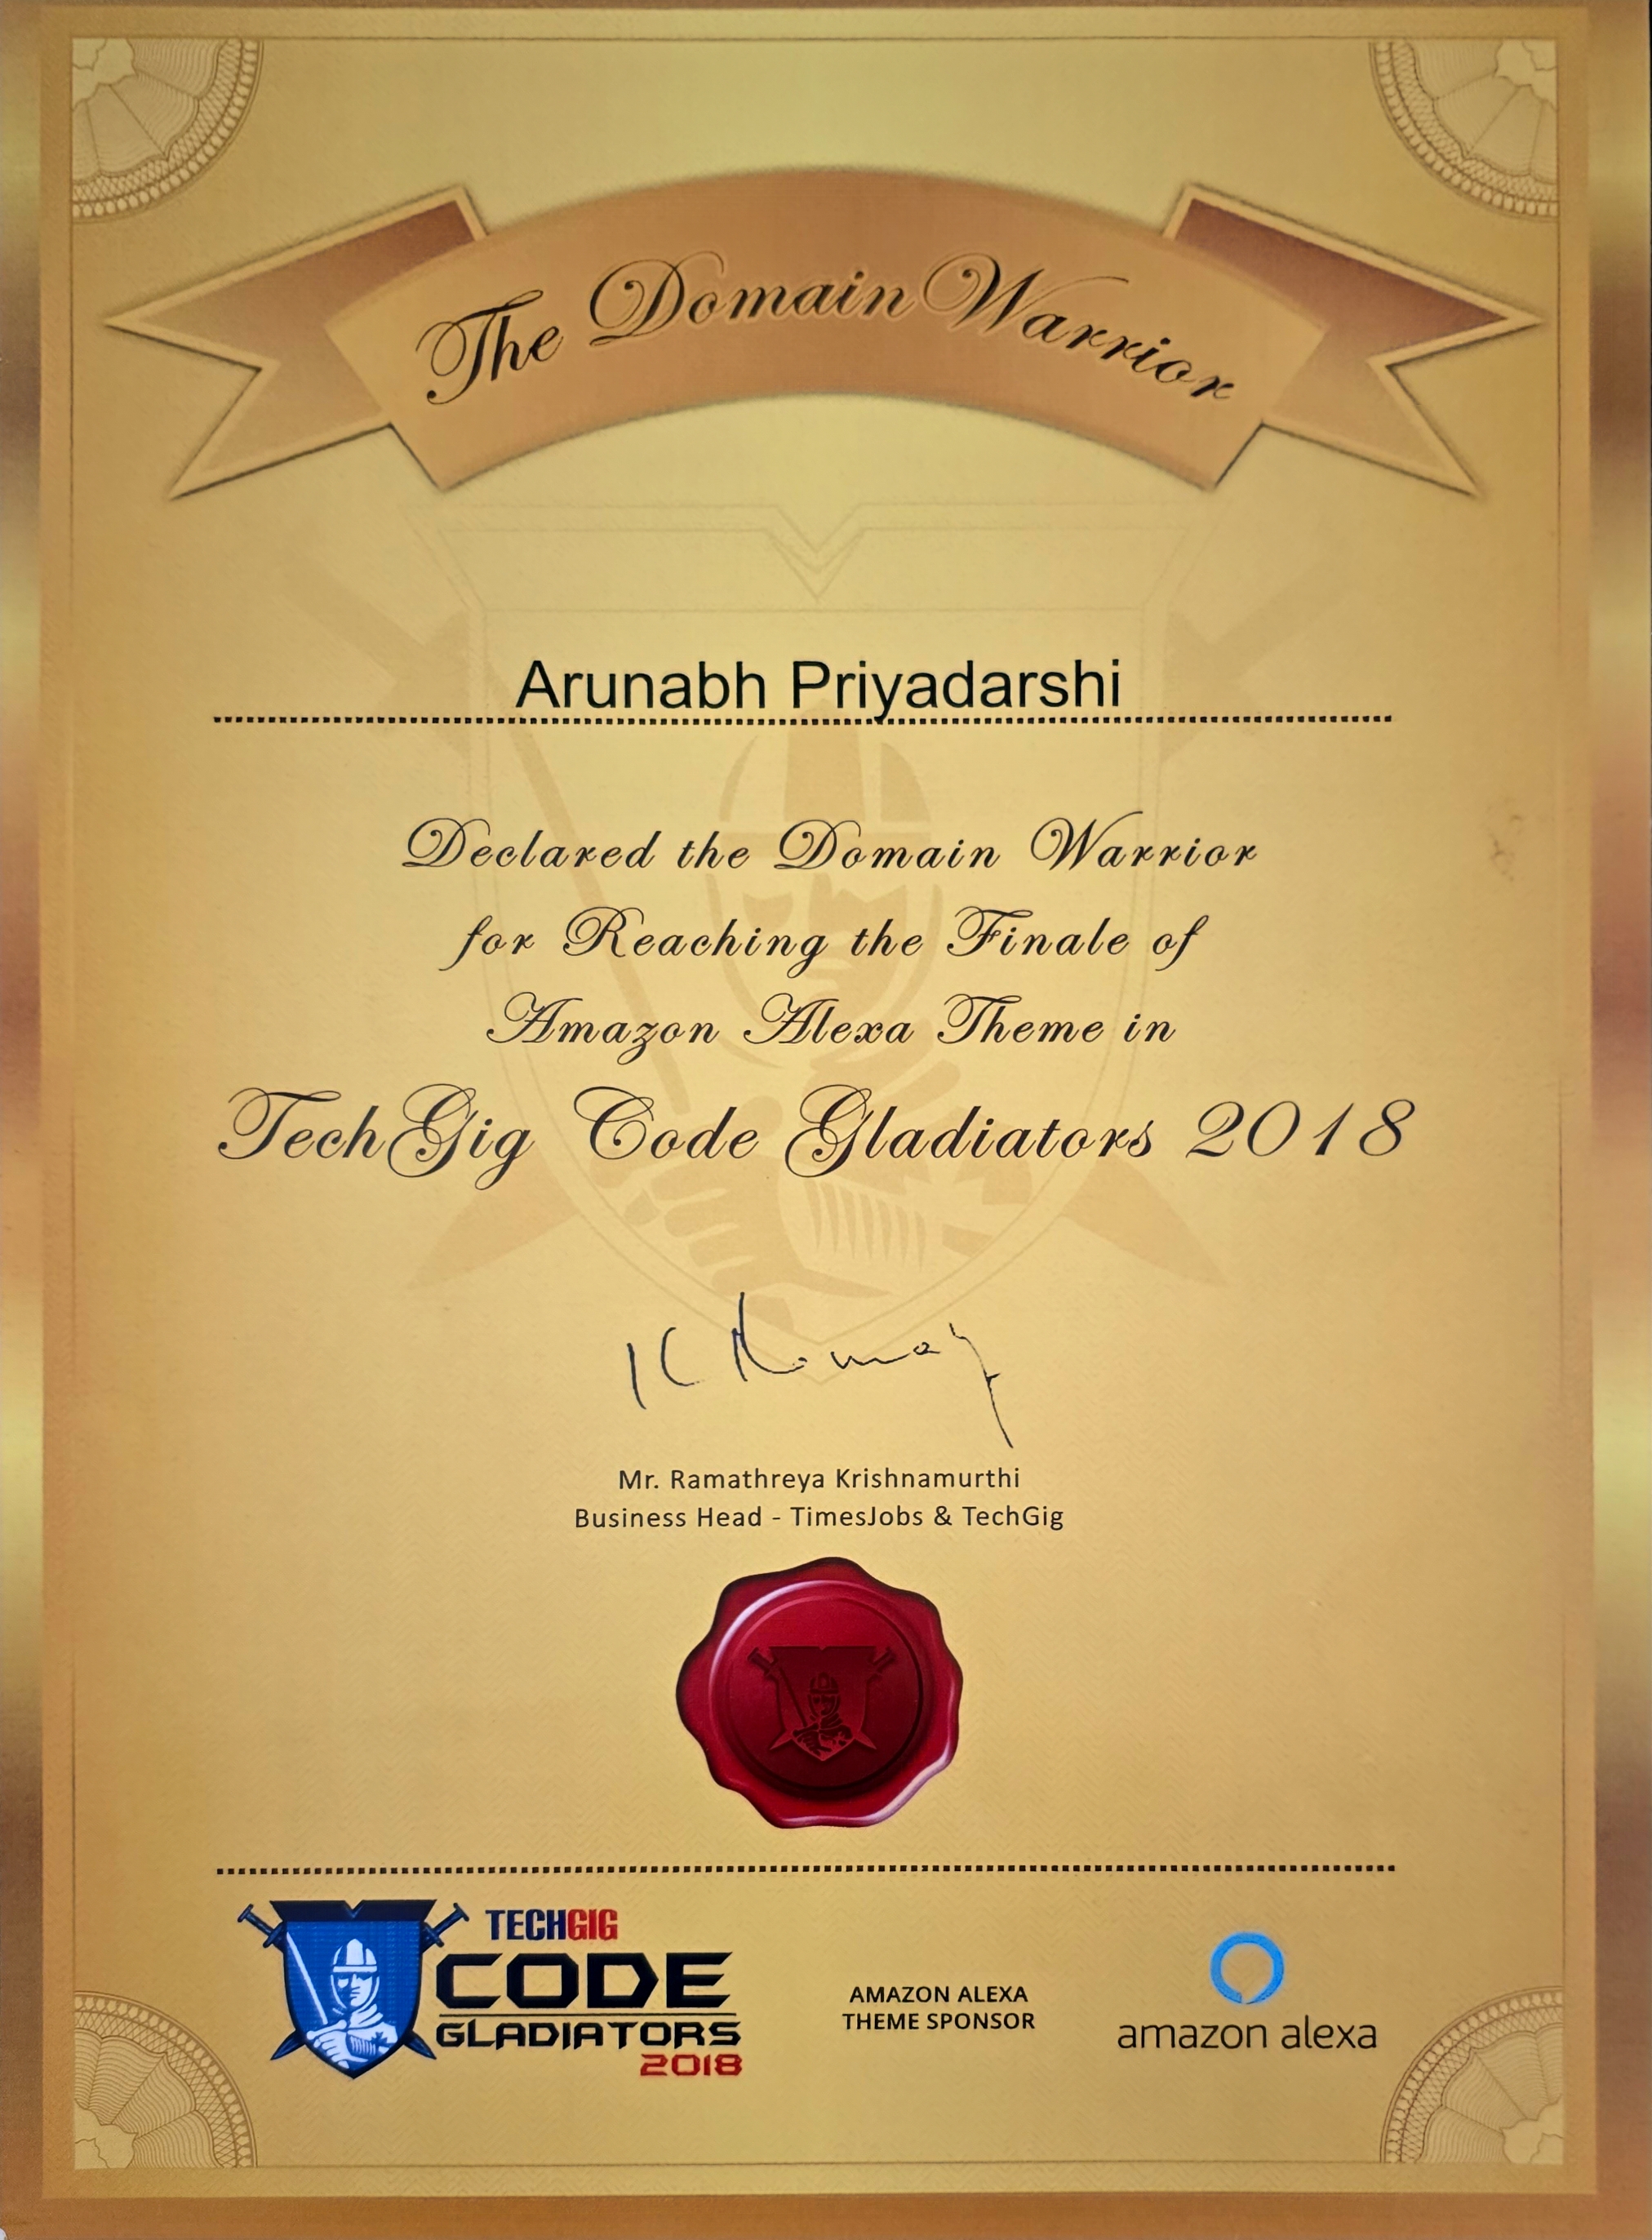 The Domain Warrior
Arunabh Priyadarshi
Declared the Domain Warrior
for Reaching the Finale of
Amazon Alexa Theme in
TechGig Code Gladiators 2018
Mr. Ramathreya Krishnamurthi
Business Head - TimesJobs & TechGig
TECHGIG
CODE
GLADIATORS
2018
AMAZON ALEXA
THEME SPONSOR
amazon alexa